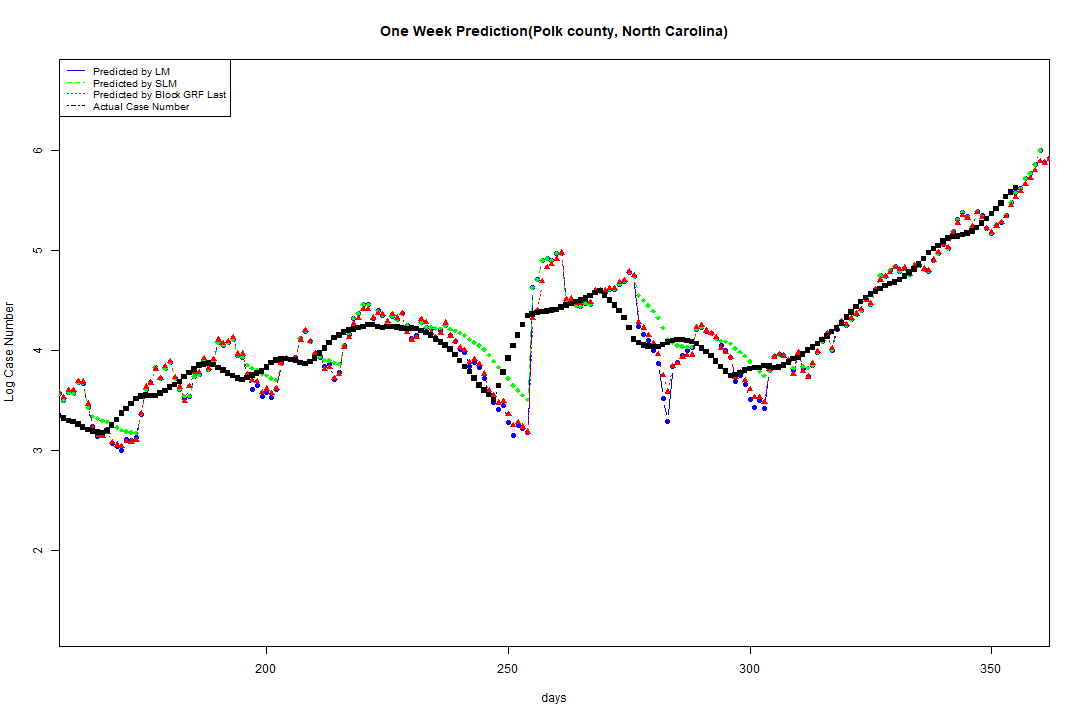 One Week Prediction(Polk county, North Carolina)
Predicted by LM
Predicted by SLM
Predicted by Block GRF Last
Actual Case Number
6
5
4
3
2
Log Case Number
200 250 300 350
days